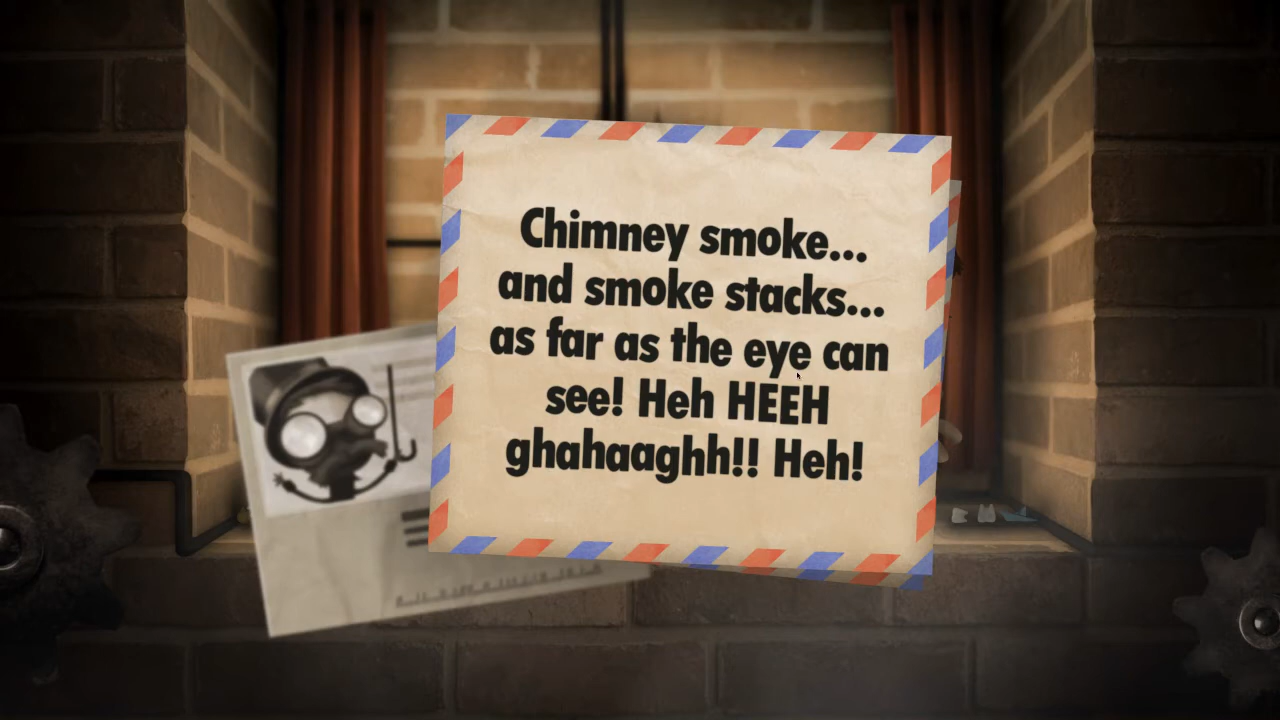 Chimney smoke...
and smoke stacks...
as far as the eye can
see! Heh HEEH
ghahaaghh!! Heh!